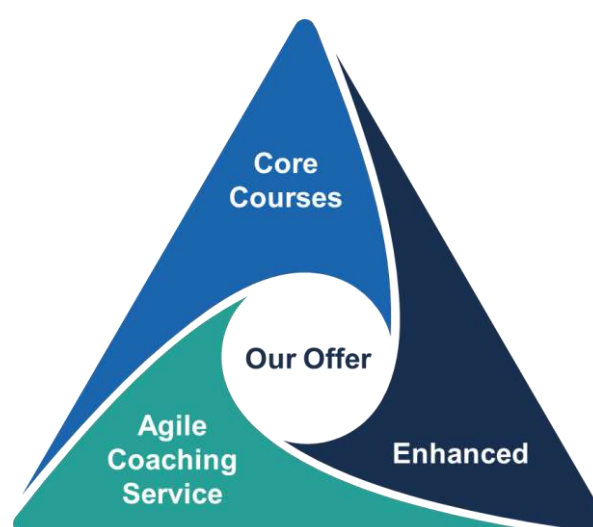 Core
Courses
Our Offer
Agile
Coaching
Service
Enhanced